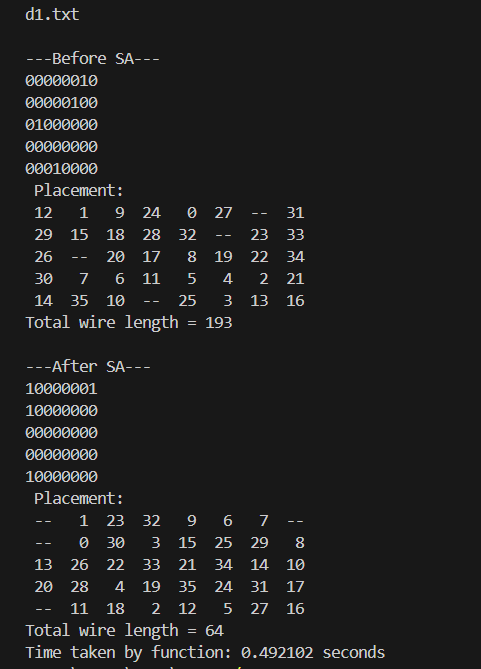 d1.txt
---Before SA---
00000010
00000100
01000000
00000000
00010000
Placement:
12 1 9 24 0 27 -- 31
29 15 18 28 32 -- 23 33
26 -- 20 17 8 19 22 34
30 7 6 11 5 4 2 21
14 35 10 -- 25 3 13 16
Total wire length = 193
---After SA---
10000001
10000000
00000000
00000000
10000000
Placement:
-- 1 23 32 9 6 7 --
-- 0 30 3 15 25 29 8
13 26 22 33 21 34 14 10
20 28 4 19 35 24 31 17
-- 11 18 2 12 5 27 16
Total wire length = 64
Time taken by function: 0.492102 seconds